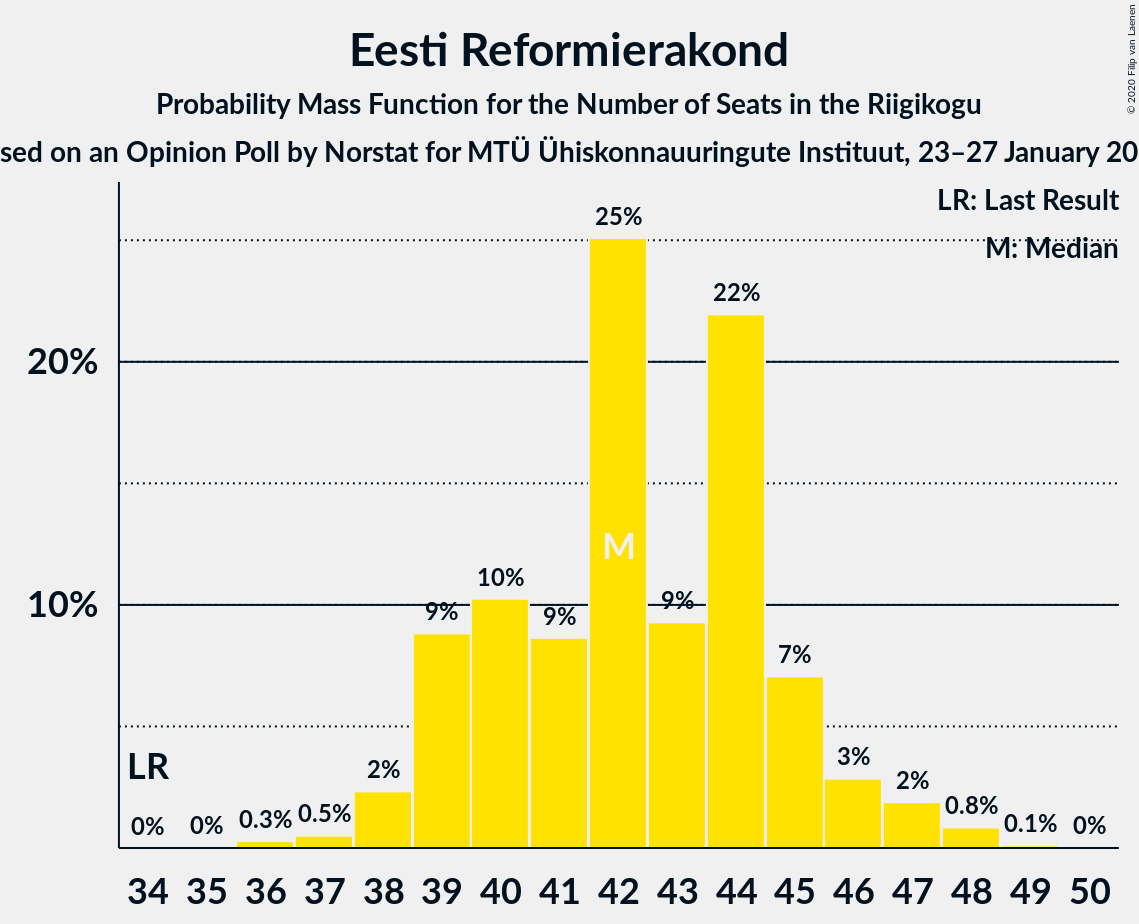 Eesti Reformierakond
Probability Mass Function for the Number of Seats in the Riigikogu
sed on an Opinion Poll by Norstat for MTÜ Ühiskonnauuringute Instituut, 23–27 January 20
© 2020 Filip van Laenen
LR: Last Result
M: Median
20%
10%
25%
22%
10%
9%
9%
9%
7%
M
3%
2%
2%
0.8%
0.5%
0.3%
0.1%
LR
0%
0%
0%
34 35 36 37 38 39 40 41 42 43 44 45 46 47 48 49 50